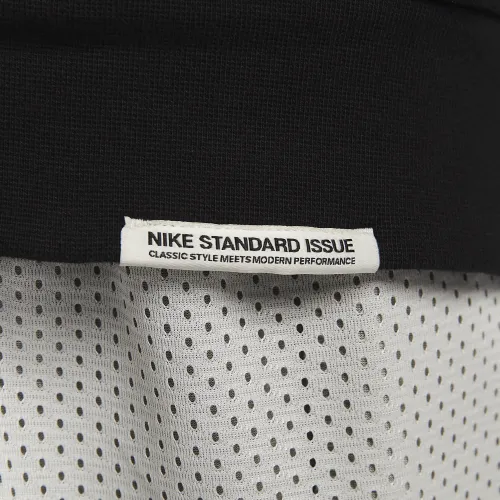 NIKE STANDARD ISSUE
CLASSIC STYLE MEETS MODERN PERFORMANCE